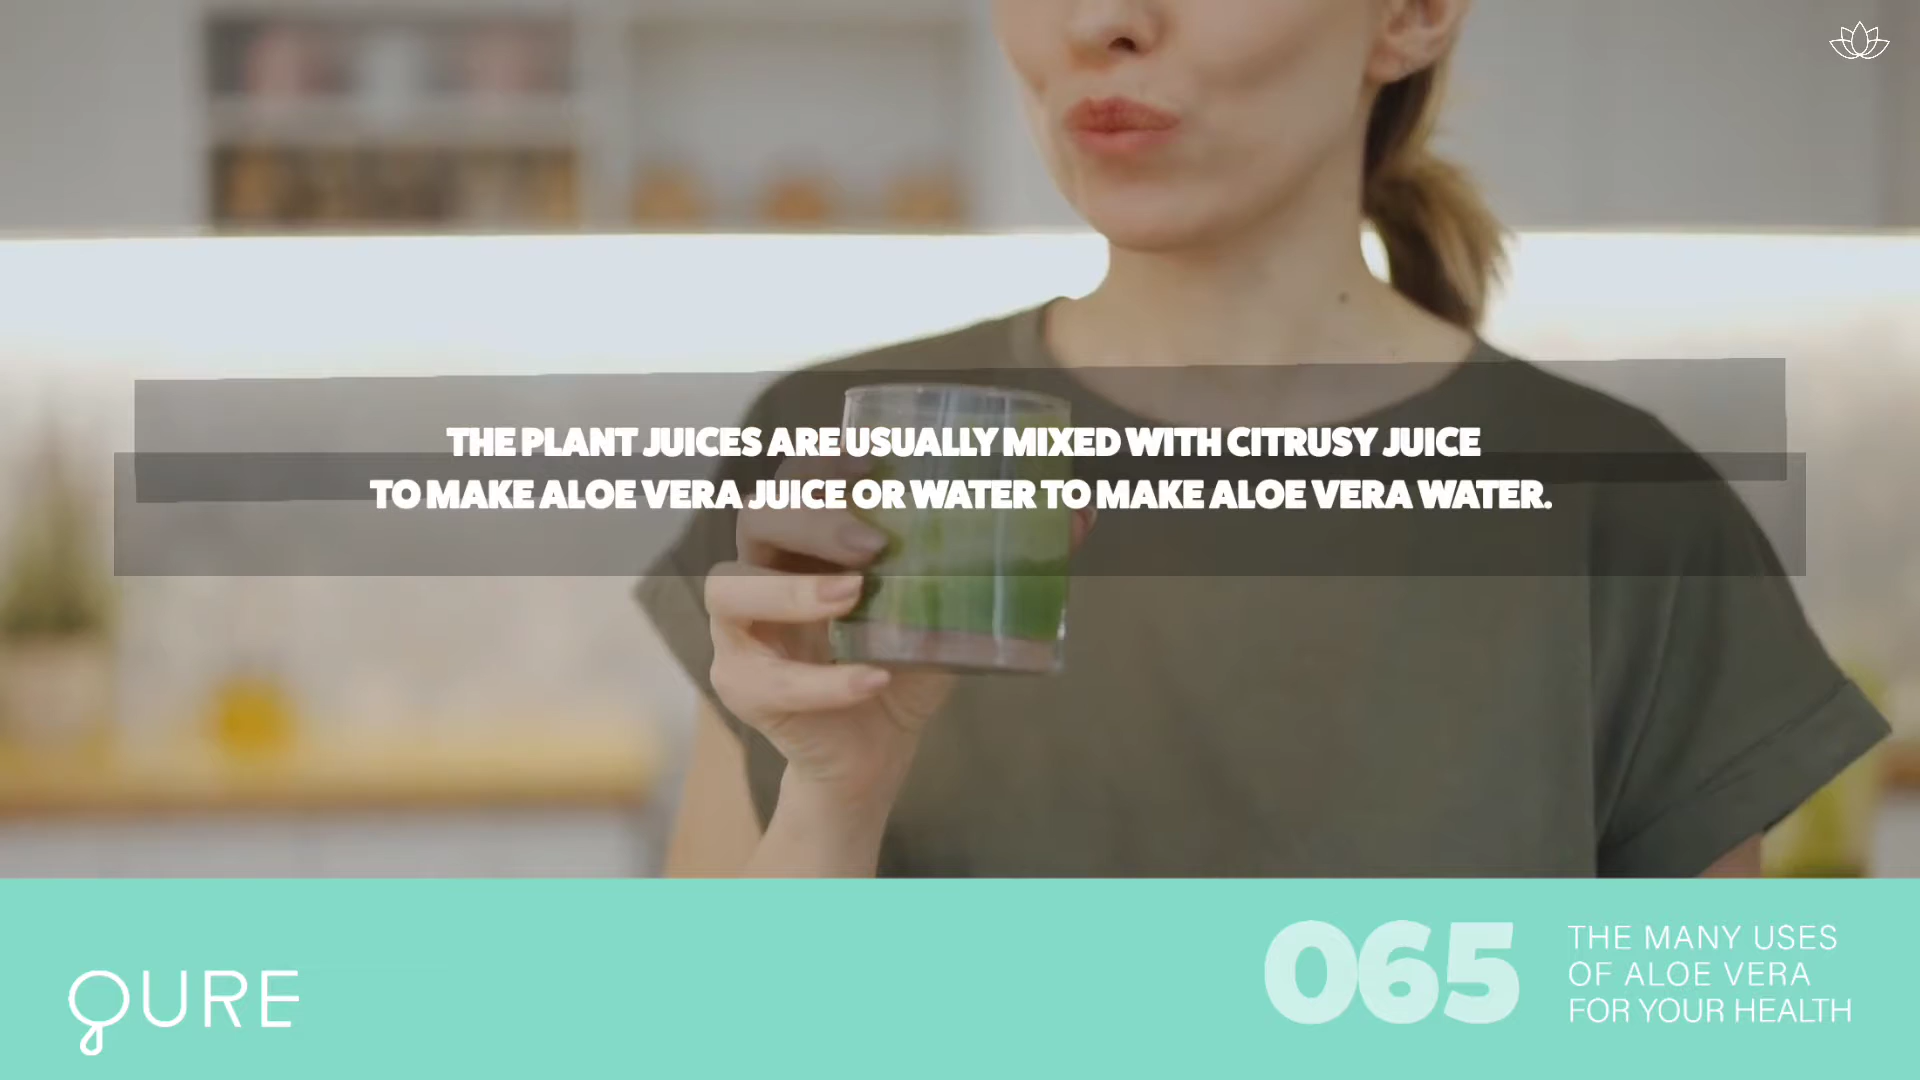 THE PLANT JUICES ARE USUALLY MIXED WITH CITRUSY JUICE
TO MAKE ALOE VERA JUICE OR WATER TO MAKE ALOE VERA WATER.
QURE
065
THE MANY USES
OF ALOE VERA
FOR YOUR HEALTH